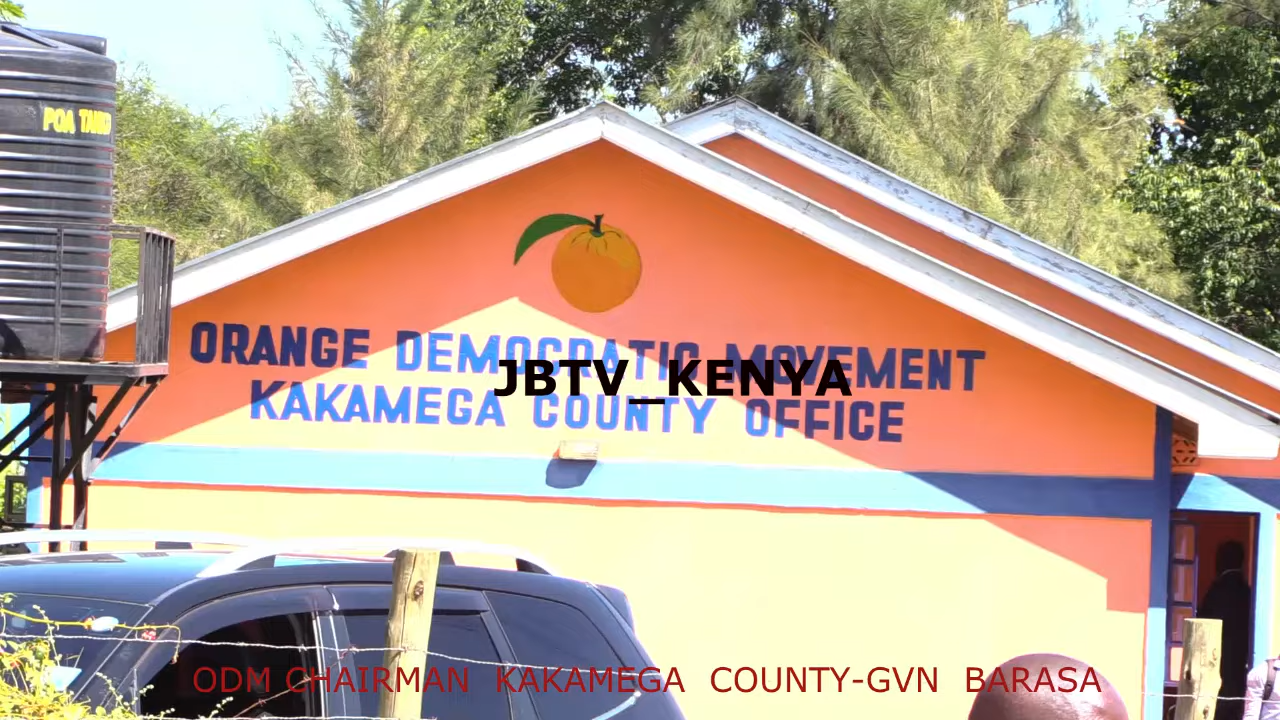 POA TANK
ORANGE DEMOCRATIC MOVEMENT
JBTV_KENYA
KAKAMEGA COUNTY OFFICE
ODM CHAIRMAN KAKAMEGA COUNTY-GVN BARASA